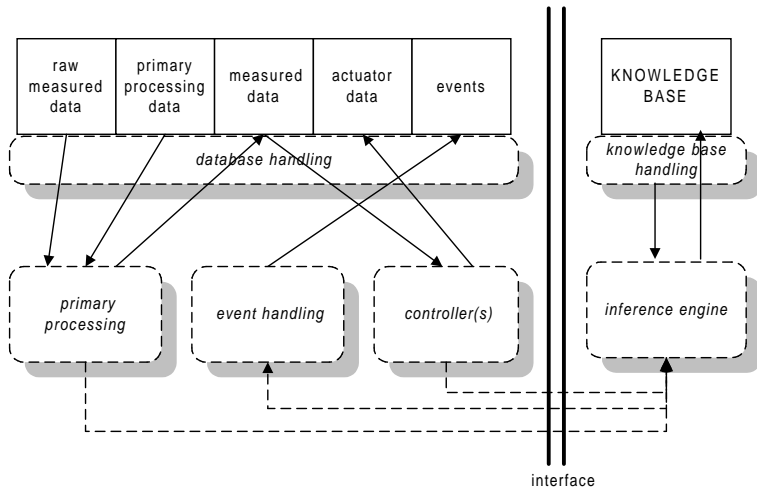 raw
measured
data
primary
processing
data
measured
data
actuator
data
events
KNOWLEDGE
BASE
database handling
knowledge base
handling
primary
processing
event handling
controller(s)
inference engine
interface